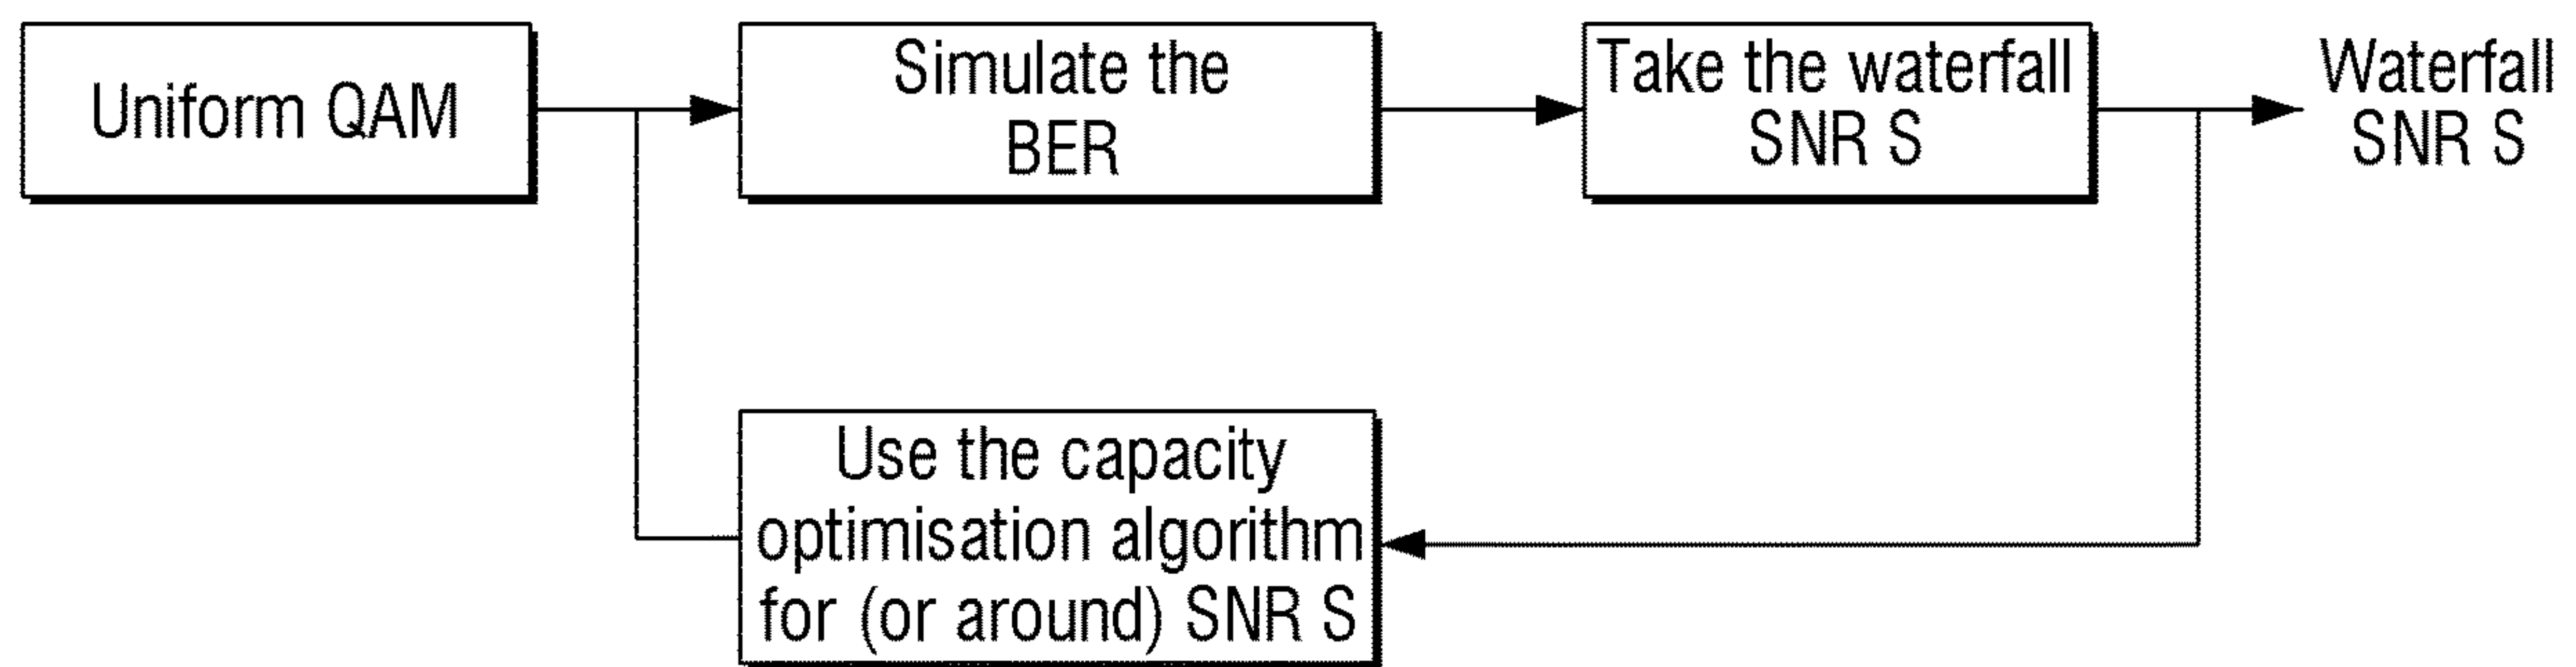 Uniform QAM
Simulate the
BER
Take the waterfall
SNR S
Waterfall
SNR S
Use the capacity
optimisation algorithm
for (or around) SNR S